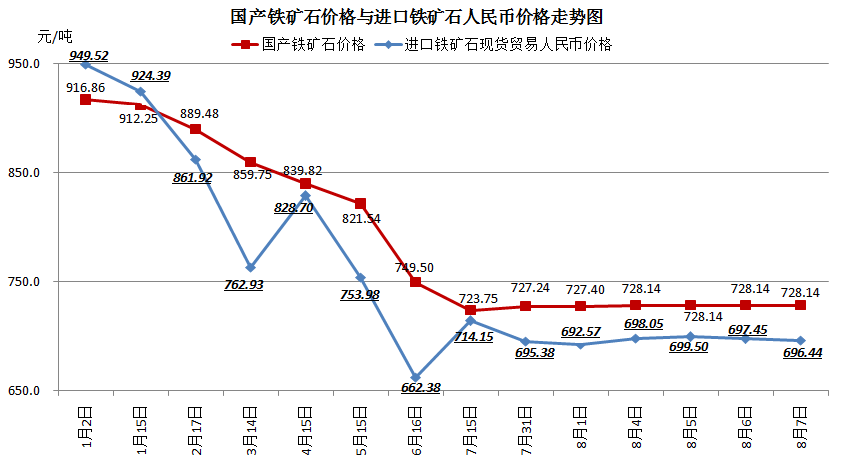 国产铁矿石价格与进口铁矿石人民币价格走势图
元/吨
国产铁矿石价格 进口铁矿石现货贸易人民币价格
950.0
850.0
750.0
650.0
949.52
924.39
916.86
912.25
889.48
861.92
859.75
839.82
828.70
821.54
762.93
753.98
749.50
723.75
727.24
727.40
728.14
728.14
728.14
728.14
714.15
695.38
692.57
698.05
699.50
697.45
696.44
662.38
1月2日
1月15日
2月17日
3月14日
4月15日
5月15日
6月16日
7月15日
7月31日
8月1日
8月4日
8月5日
8月6日
8月7日